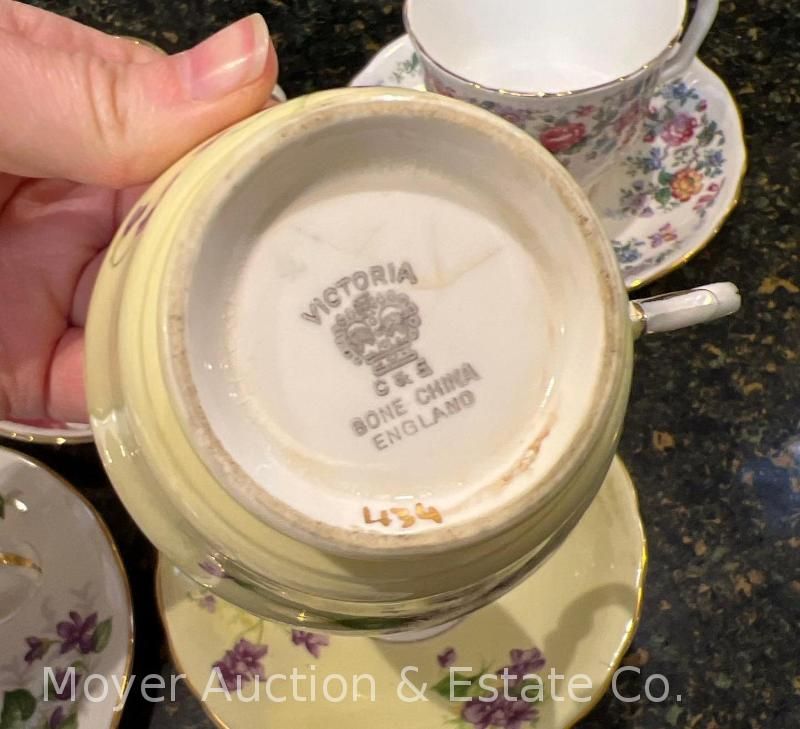 VICTORIA
C & E
BONE CHINA
ENGLAND
434
Moyer Auction & Estate Co.